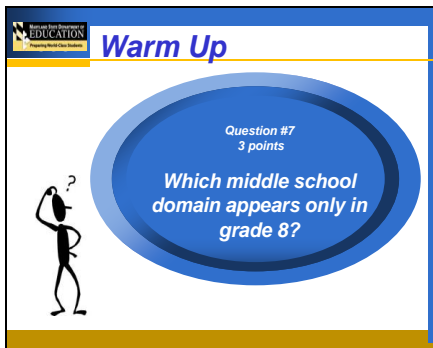 MARYLAND STATE DEPARTMENT OF
EDUCATION
Preparing World-Class Students
Warm Up
Question #7
3 points
Which middle school
domain appears only in
grade 8?
?